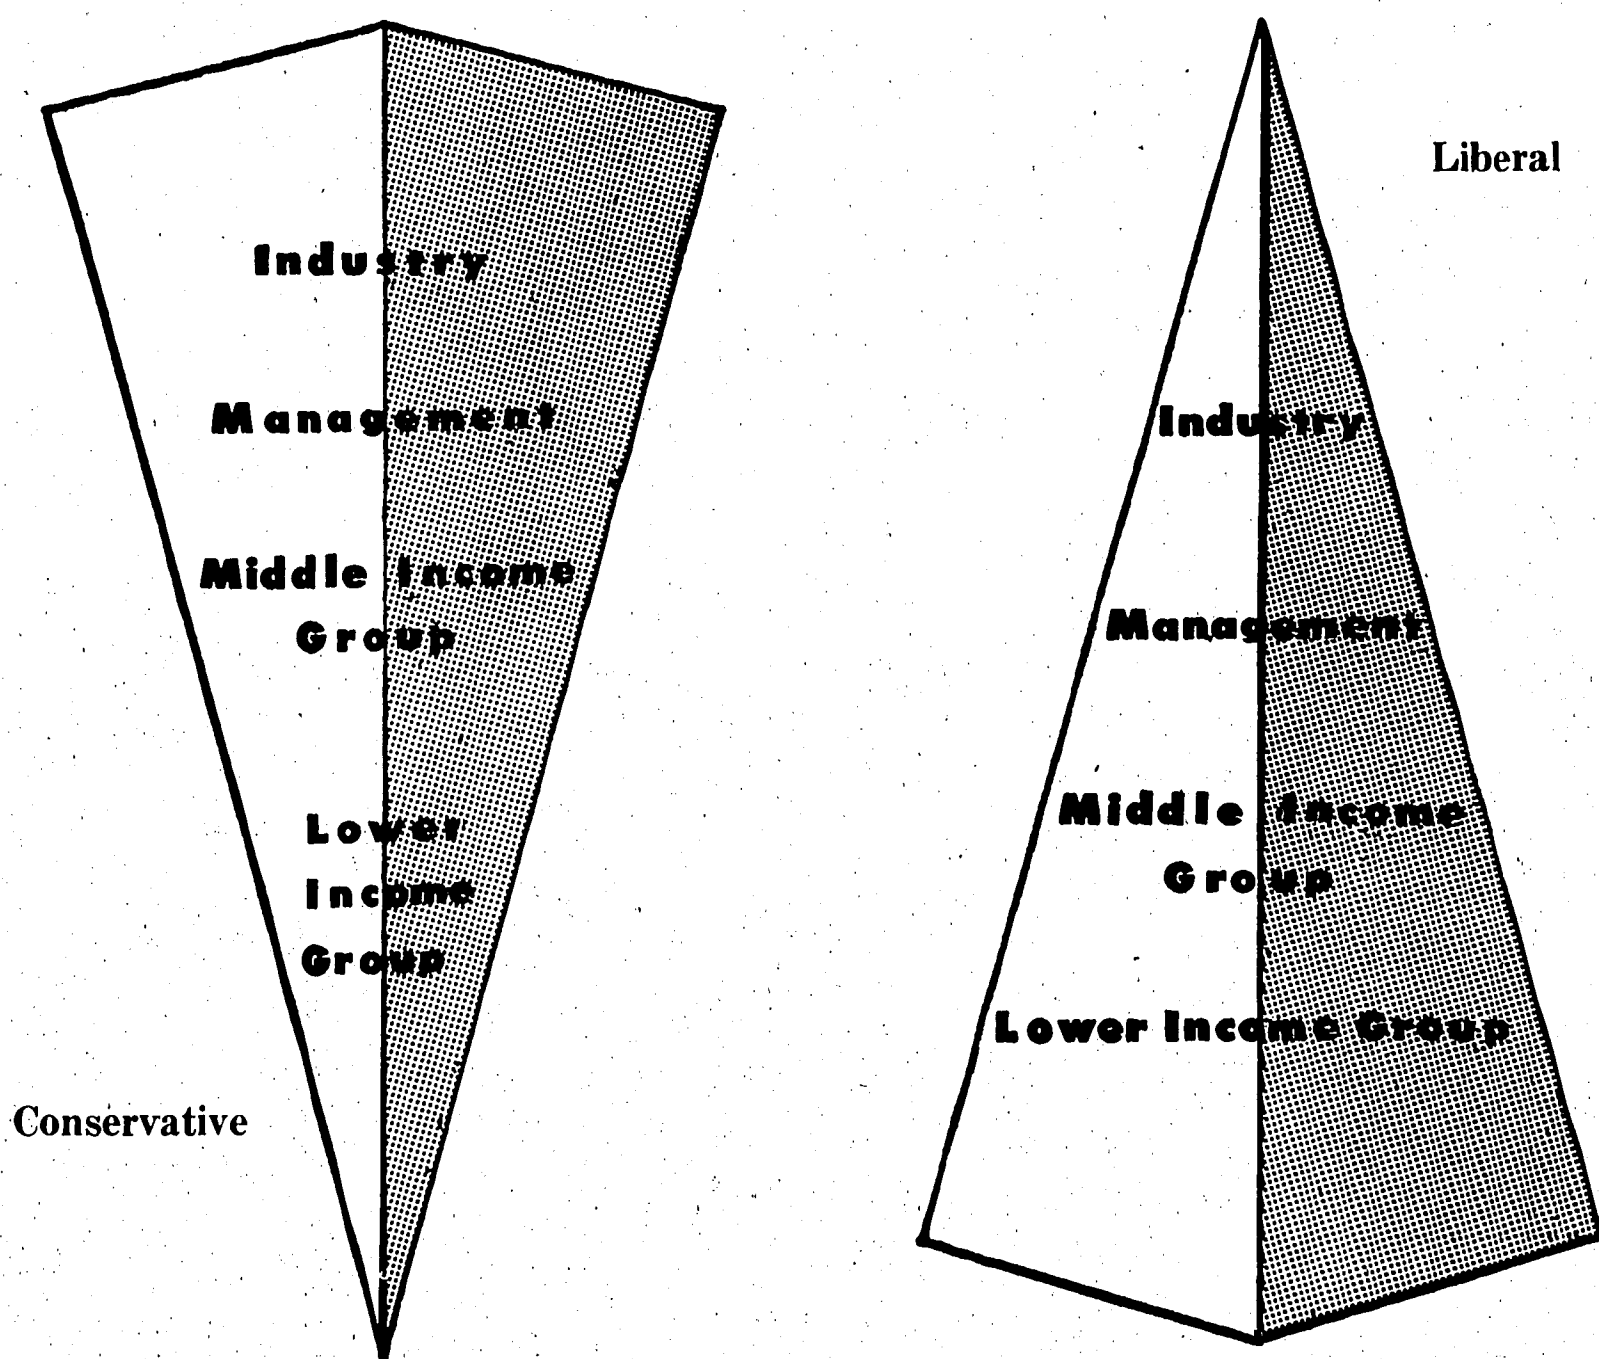 Industry
Management
Middle Income
Group
Lower
Income
Group
Conservative
Liberal
Industry
Management
Middle Income
Group
Lower Income Group